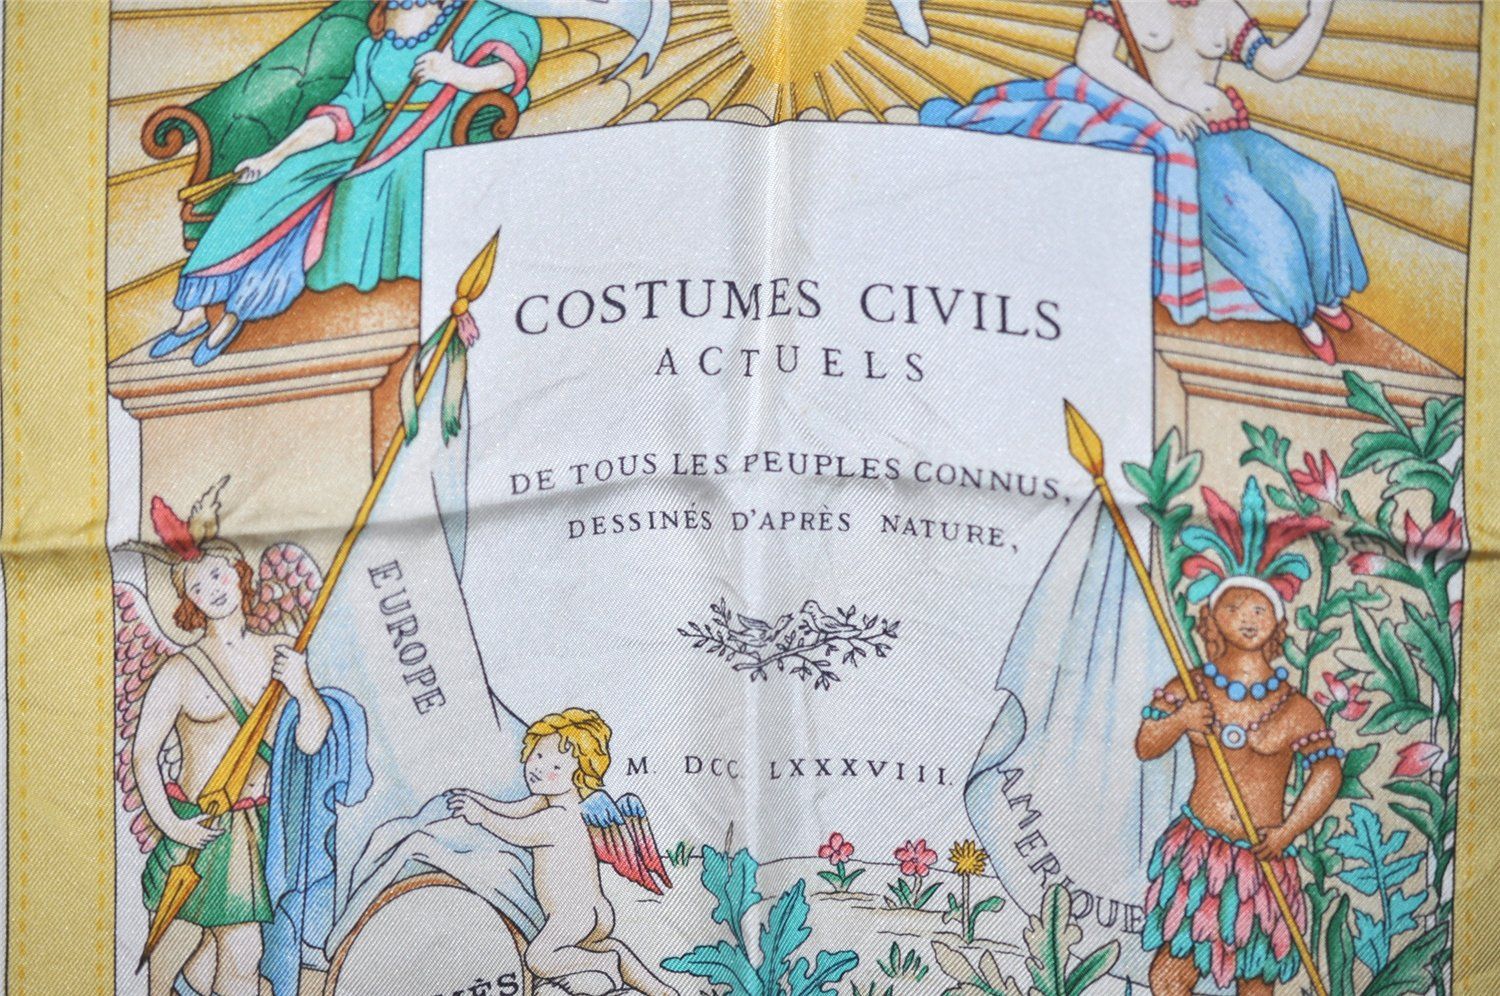 COSTUMES CIVILS
ACTUELS
DE TOUS LES PEUPLES CONNUS,
DESSINÉS D'APRÈS NATURE,
EUROPE
M. DCC. LXXXVIII.
AMERIQUE